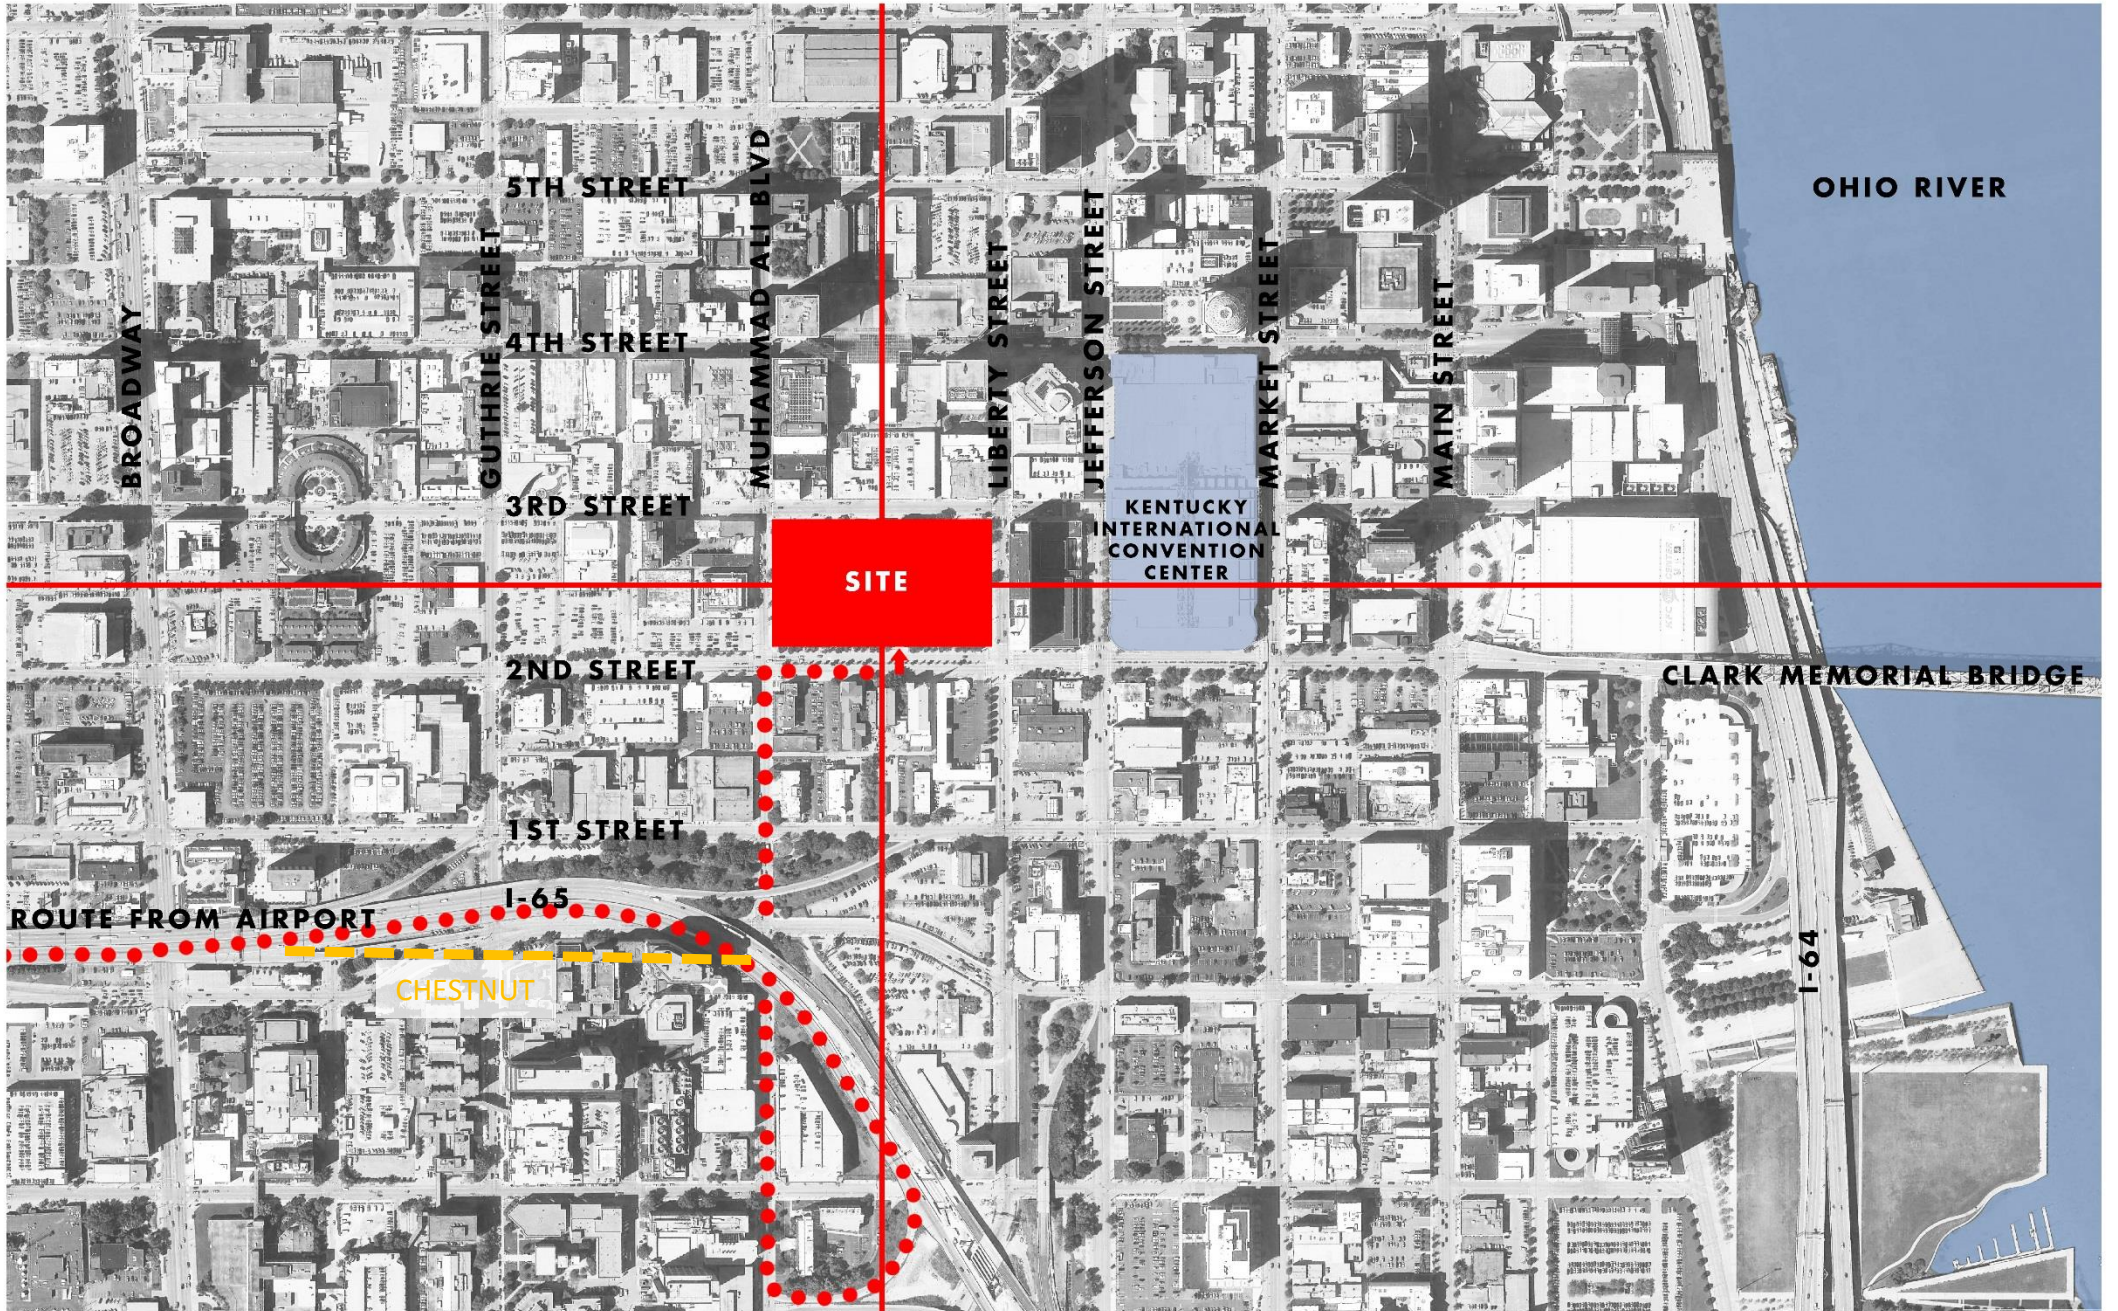 5TH STREET
OHIO RIVER
MUHAMMAD ALI BLVD
BROADWAY
GUTHRIE STREET
4TH STREET
LIBERTY STREET
JEFFERSON STREET
MARKET STREET
MAIN STREET
3RD STREET
KENTUCKY
INTERNATIONAL
CONVENTION
CENTER
SITE
2ND STREET
CLARK MEMORIAL BRIDGE
1ST STREET
I-65
ROUTE FROM AIRPORT
CHESTNUT
I-64